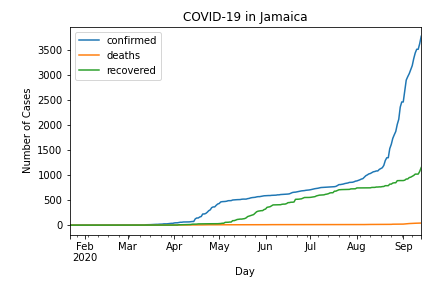 COVID-19 in Jamaica
confirmed
deaths
recovered
Number of Cases
3500
3000
2500
2000
1500
1000
500
0
Feb
2020
Mar
Apr
May
Jun
Jul
Aug
Sep
Day